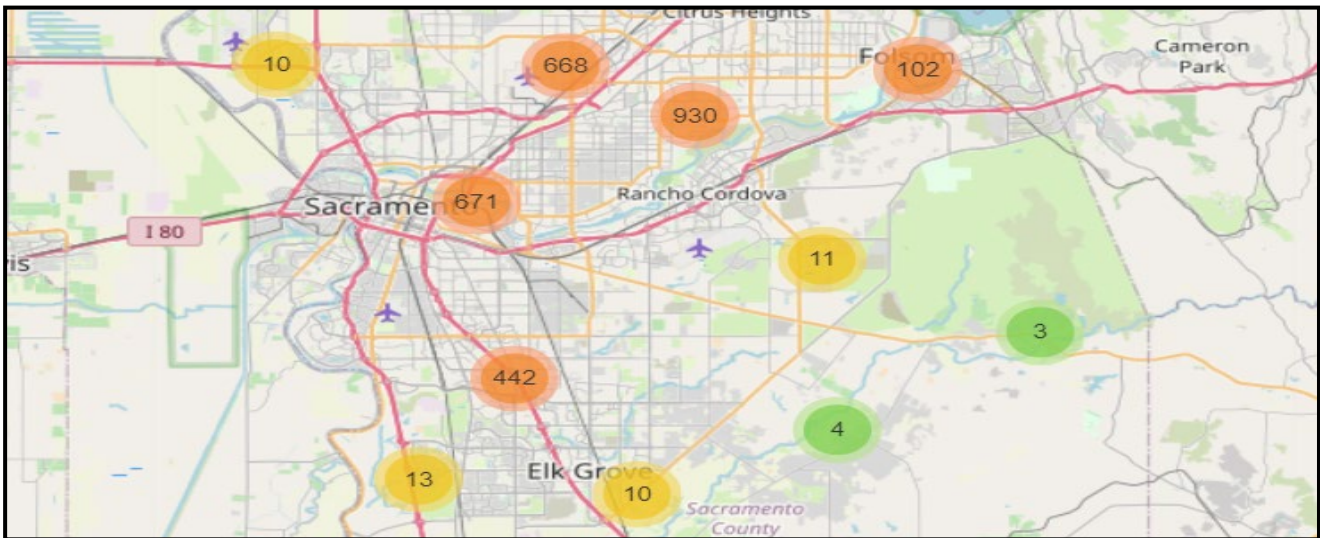 Citrus Heights
10
668
Folsom
102
Cameron
Park
930
Rancho Cordova
671
Sacramento
I 80
ris
11
3
442
4
13
Elk Grove
10
Sacramento
County